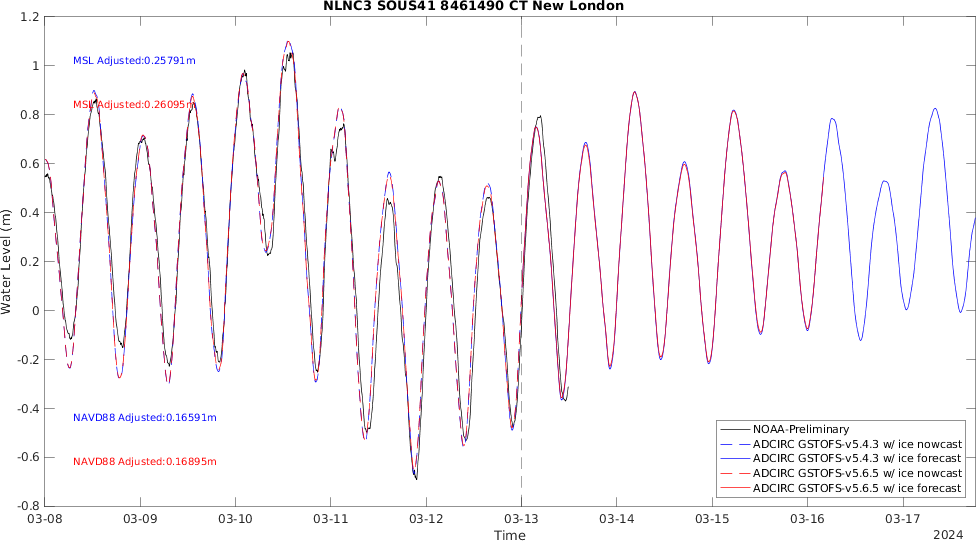 NLNC3 SOUS41 8461490 CT New London
1.2
1
0.8
0.6
0.4
0.2
0
-0.2
-0.4
-0.6
-0.8
Water Level (m)
MSL Adjusted:0.25791m
MSL Adjusted:0.26095m
NAVD88 Adjusted:0.16591m
NAVD88 Adjusted:0.16895m
NOAA-Preliminary
ADCIRC GSTOFS-v5.4.3 w/ ice nowcast
ADCIRC GSTOFS-v5.4.3 w/ ice forecast
ADCIRC GSTOFS-v5.6.5 w/ ice nowcast
ADCIRC GSTOFS-v5.6.5 w/ ice forecast
03-08 03-09 03-10 03-11 03-12 03-13 03-14 03-15 03-16 03-17
Time
2024